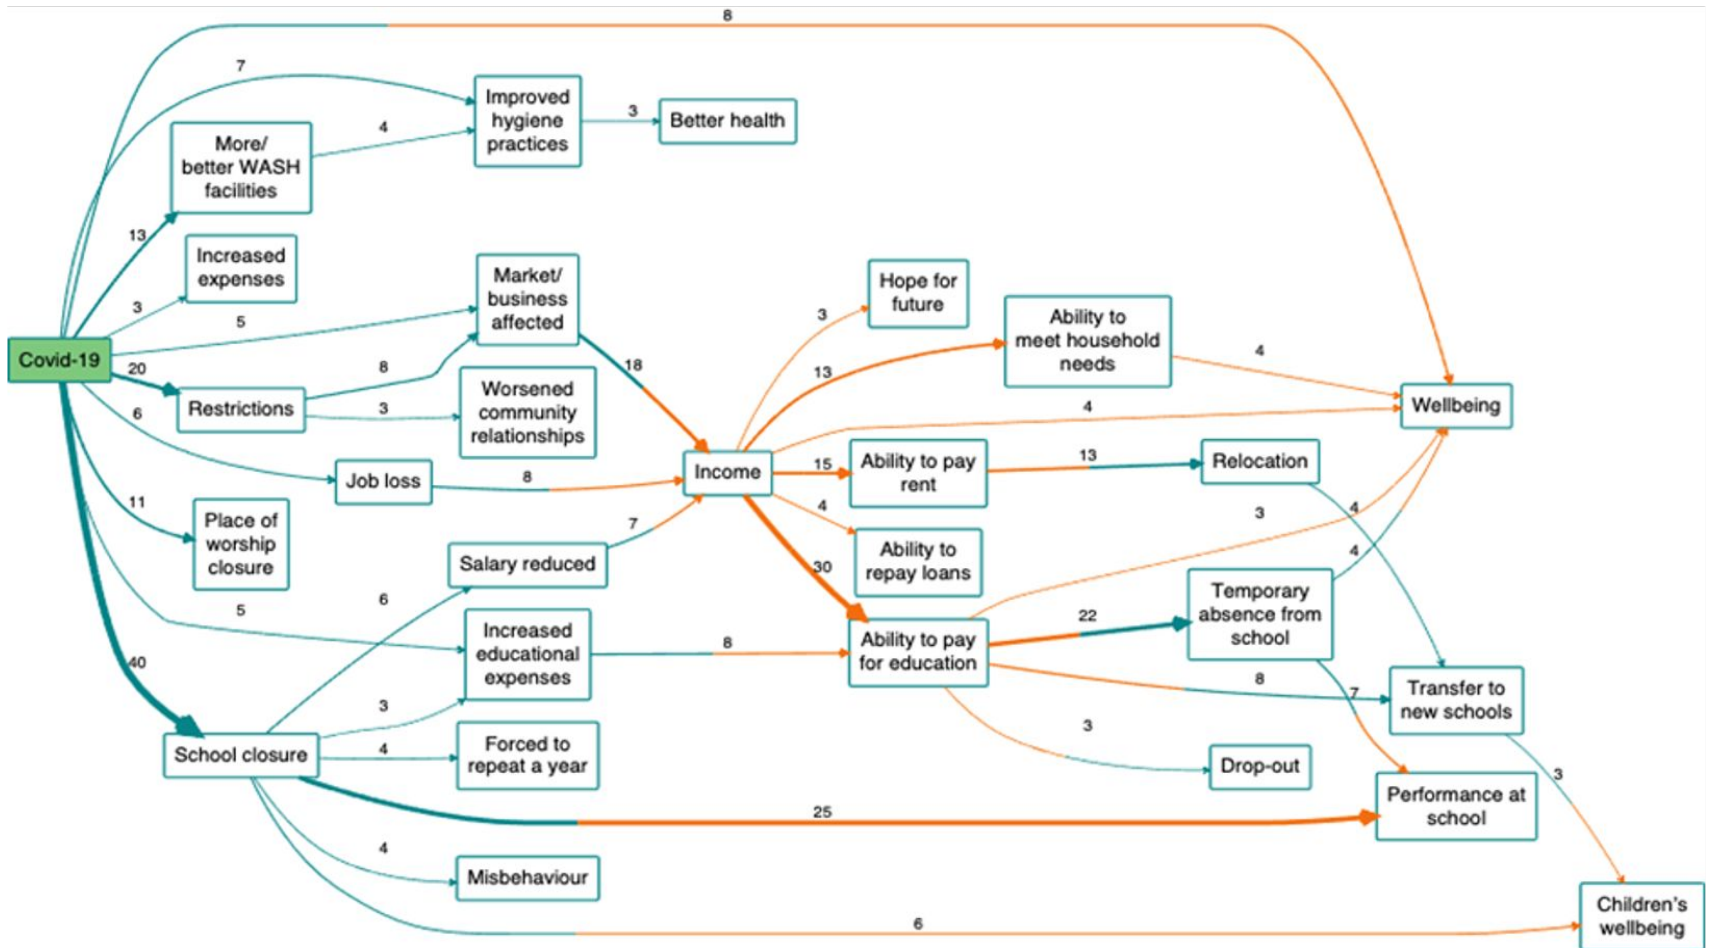 8
7
Improved
hygiene
practices
3
Better health
More/
better WASH
facilities
4
13
Increased
expenses
3
5
Market/
business
affected
Hope for
future
3
Ability to
meet household
needs
4
Covid-19
20
Restrictions
8
3
Worsened
community
relationships
18
13
4
Wellbeing
6
Job loss
8
Income
15
Ability to pay
rent
13
Relocation
11
Place of
worship
closure
4
Ability to
repay loans
3
4
4
Salary reduced
7
30
6
5
Increased
educational
expenses
8
Ability to pay
for education
22
Temporary
absence from
school
40
3
8
7
Transfer to
new schools
School closure
4
Forced to
repeat a year
3
Drop-out
3
25
Performance at
school
4
Misbehaviour
6
Children's
wellbeing